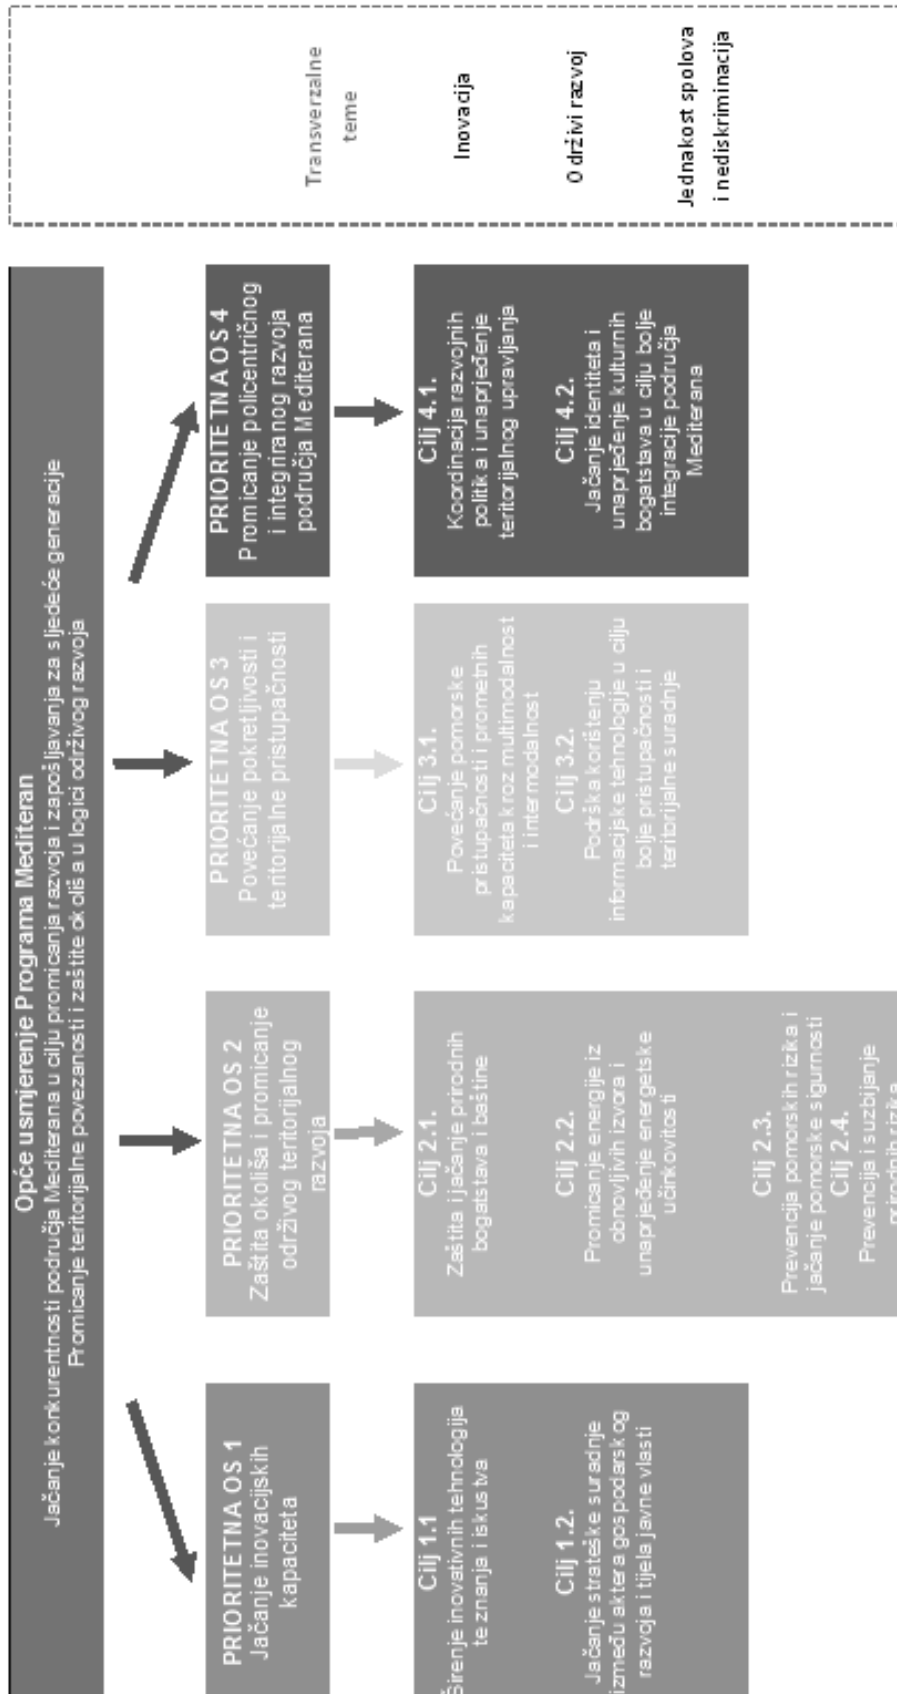 Opće usmjerenje Programa Mediteran
Jačanje konkurentnosti područja Mediterana u cilju promicanja razvoja i zapošljavanja za sljedeće generacije
Promicanje teritorijalne povezanosti i zaštite okoliša u logici održivog razvoja
PRIORITETNA OS 1
Jačanje inovacijskih
kapaciteta
Cilj 1.1
Širenje inovativnih tehnologija
te znanja i iskustva
Cilj 1.2.
Jačanje strateške suradnje
između aktera gospodarskog
razvoja i tijela javne vlasti
PRIORITETNA OS 2
Zaštita okoliša i promicanje
održivog teritorijalnog
razvoja
Cilj 2.1.
Zaštita i jačanje prirodnih
bogatstava i baštine
Cilj 2.2.
Promicanje energije iz
obnovljivih izvora i
unaprjeđenje energetske
učinkovitosti
Cilj 2.3.
Prevencija pomorskih rizika i
jačanje pomorske sigurnosti
Cilj 2.4.
Prevencija i suzbijanje
prirodnih rizika
PRIORITETNA OS 3
Povećanje pokretljivosti i
teritorijalne pristupačnosti
Cilj 3.1.
Povećanje pomorske
pristupačnosti i prometnih
kapaciteta kroz multimodalnost
i intermodalnost
Cilj 3.2.
Podrška korištenju
informacijske tehnologije u cilju
bolje pristupačnosti i
teritorijalne suradnje
PRIORITETNA OS 4
Promicanje policentričnog
i integriranog razvoja
područja Mediterana
Cilj 4.1.
Koordinacija razvojnih
politika i unaprjeđenje
teritorijalnog upravljanja
Cilj 4.2.
Jačanje identiteta i
unaprjeđenje kulturnih
bogatstava u cilju bolje
integracije područja
Mediterana
Transverzalne
teme
Inovacija
Održivi razvoj
Jednakost spolova
i nediskriminacija